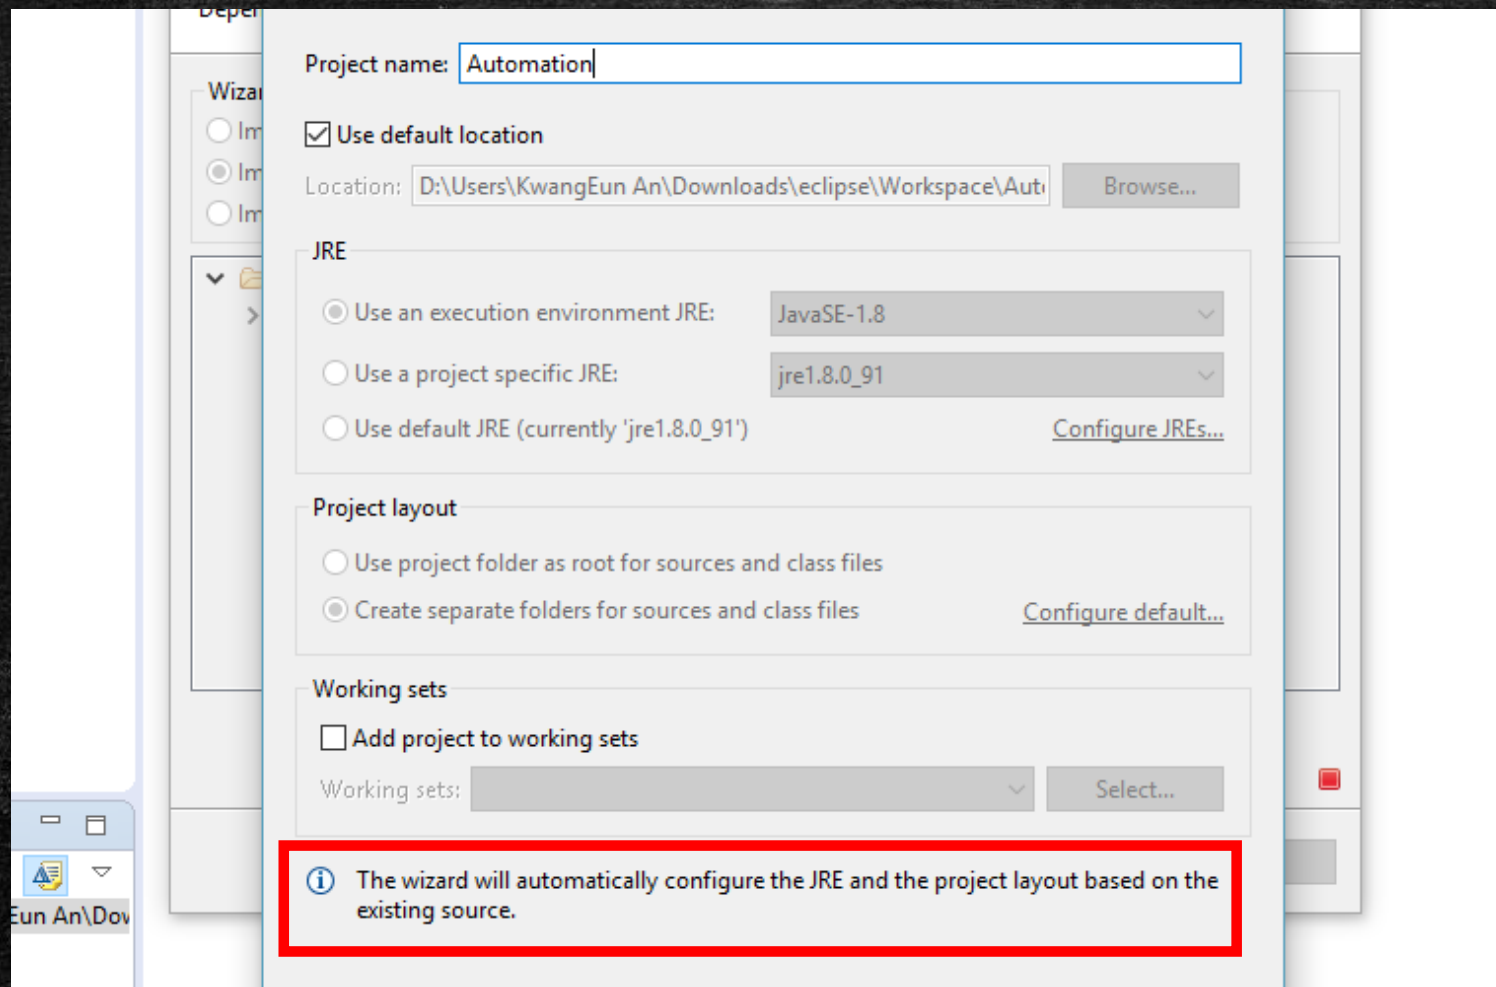 Project name: Automation
Wizar
Use default location
Im
Im
Location: D:\Users\KwangEun An\Downloads\eclipse\Workspace\Aut Browse...
Im
JRE
Use an execution environment JRE: JavaSE-1.8
Use a project specific JRE: jre1.8.0_91
Use default JRE (currently 'jre1.8.0_91') Configure JREs...
Project layout
Use project folder as root for sources and class files
Create separate folders for sources and class files Configure default...
Working sets
Add project to working sets
Working sets: Select...
The wizard will automatically configure the JRE and the project layout based on the
existing source.
Eun An\Dov